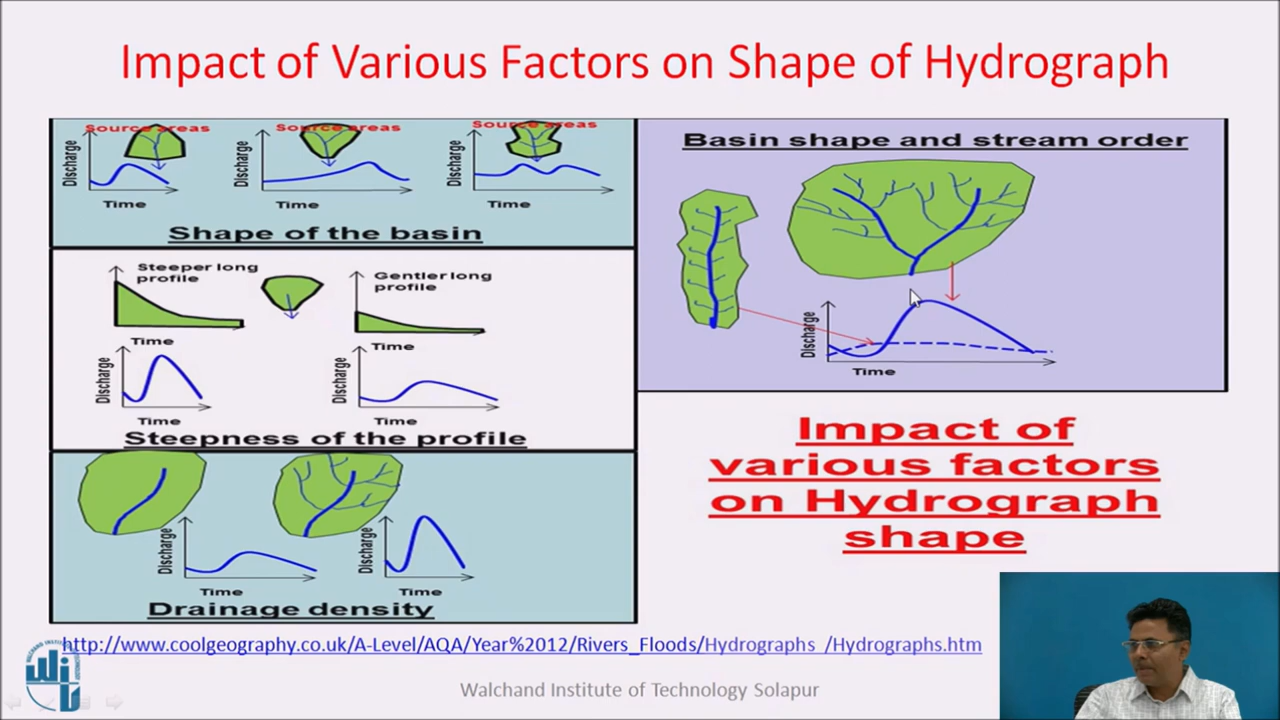 Impact of Various Factors on Shape of Hydrograph
Source areas
Source areas
Source areas
Discharge
Discharge
Discharge
Time
Time
Time
Shape of the basin
Steeper long
profile
Gentler long
profile
Time
Time
Discharge
Discharge
Time
Time
Steepness of the profile
Discharge
Discharge
Time
Time
Drainage density
Basin shape and stream order
Discharge
Time
Impact of
various factors
on Hydrograph
shape
http://www.coolgeography.co.uk/A-Level/AQA/Year%2012/Rivers_Floods/Hydrographs_/Hydrographs.htm
Walchand Institute of Technology Solapur